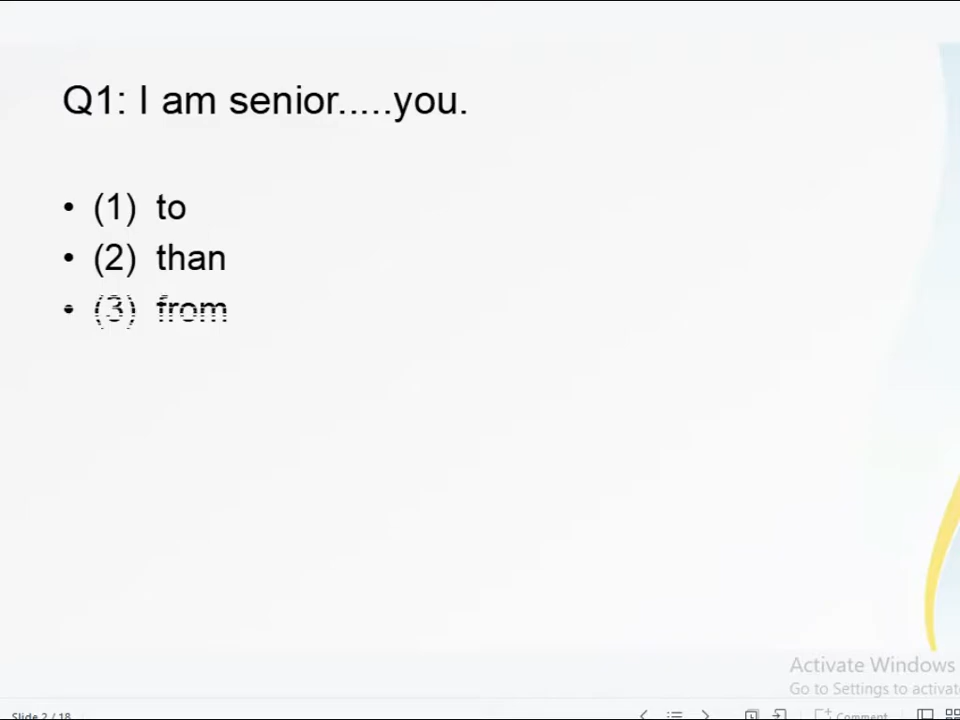 Q1: I am senior.....you.
• (1) to
• (2) than
• (3) from
Activate Windows
Go to Settings to activat
Slide 2 / 18
Comment